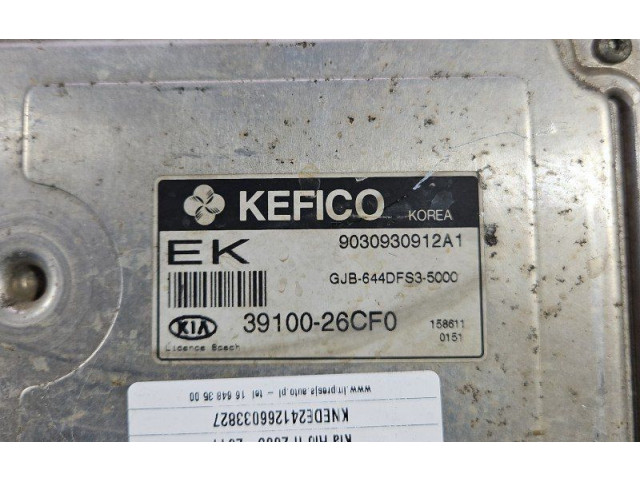 KEFICO KOREA
EK 9030930912A1
GJB-644DFS3-5000
KIA 39100-26CF0 158611
Licence Bosch 0151
www.impresja.auto.pl - tel 16 648 35 00
KNEDE241266033827